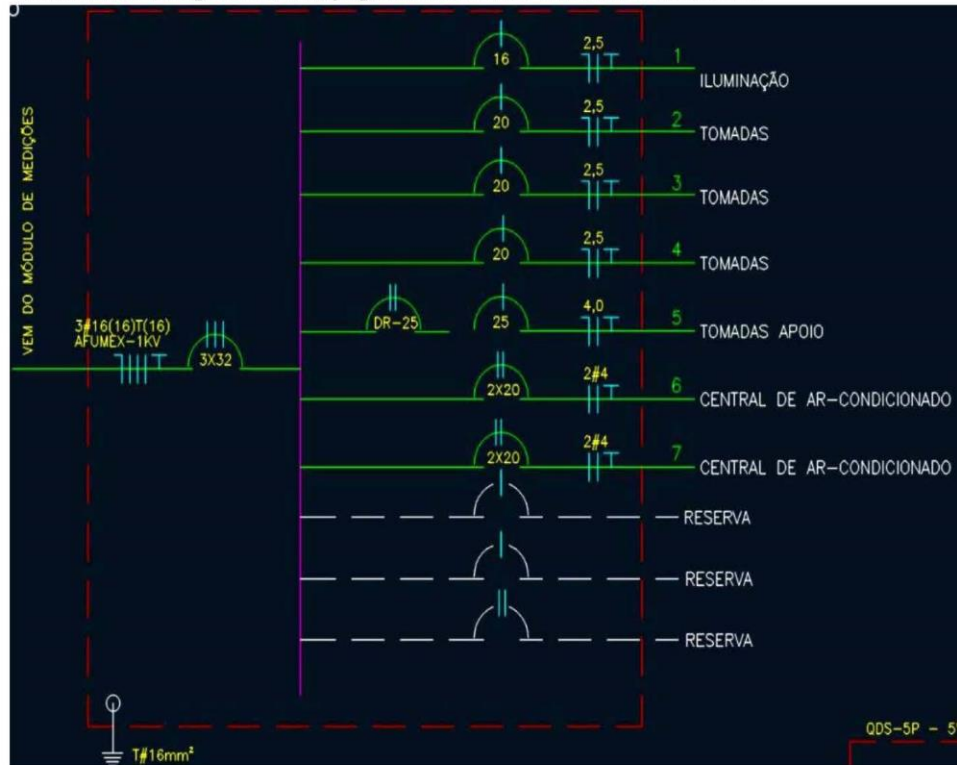 VEM DO MÓDULO DE MEDIÇÕES
3#16(16)T(16)
AFUMEX-1KV
3X32
16
2,5
1
ILUMINAÇÃO
20
2,5
2
TOMADAS
20
2,5
3
TOMADAS
20
2,5
4
TOMADAS
DR-25
25
4,0
5
TOMADAS APOIO
2X20
2#4
6
CENTRAL DE AR-CONDICIONADO
2X20
2#4
7
CENTRAL DE AR-CONDICIONADO
RESERVA
RESERVA
RESERVA
T#16mm²
QDS-5P - 5